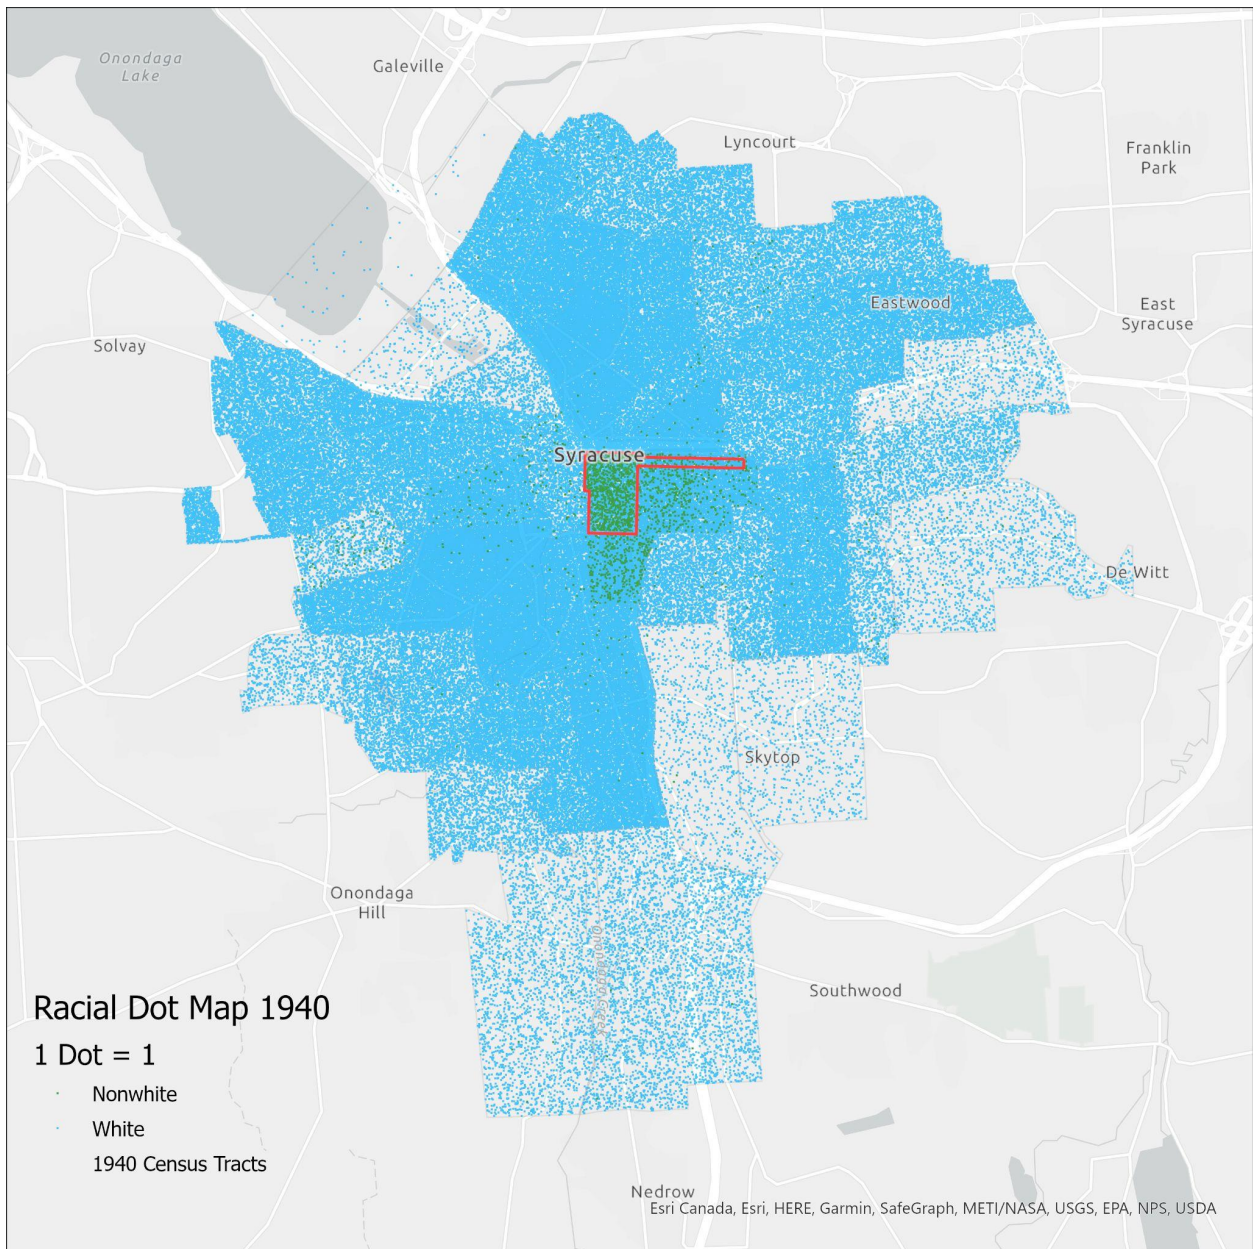 Onondaga
Lake
Galeville
Lyncourt
Franklin
Park
Eastwood
East
Syracuse
Solvay
Syracuse
De Witt
Skytop
Onondaga
Hill
Onondaga Creek
Southwood
Racial Dot Map 1940
1 Dot = 1
Nonwhite
White
1940 Census Tracts
Nedrow
Esri Canada, Esri, HERE, Garmin, SafeGraph, METI/NASA, USGS, EPA, NPS, USDA